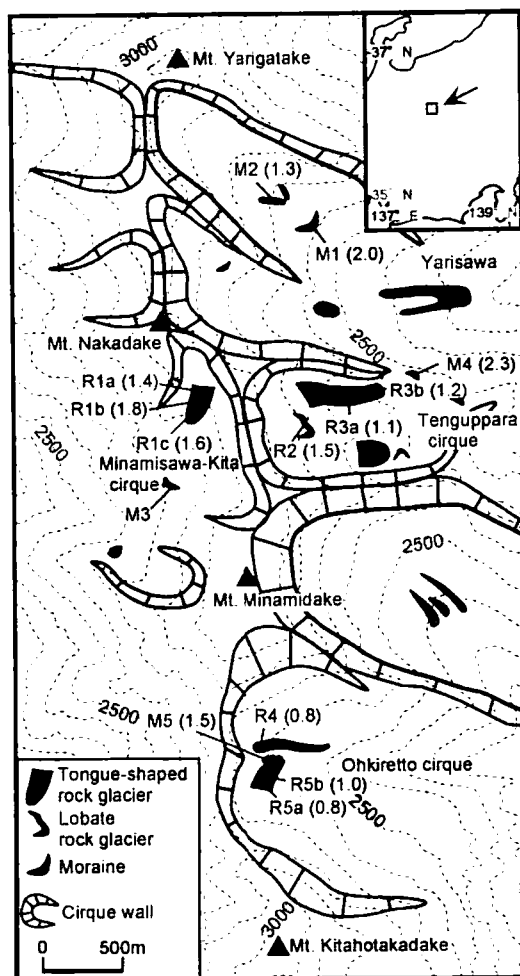 3000
Mt. Yarigatake
37° N
35 N
137° E
139° N
M2 (1.3)
M1 (2.0)
Yarisawa
2500
Mt. Nakadake
M4 (2.3)
R1a (1.4)
R3b (1.2)
R1b (1.8)
R3a (1.1)
Tenguppara
cirque
R1c (1.6)
R2 (1.5)
2500
Minamisawa-Kita
cirque
M3
2500
Mt. Minamidake
2500
M5 (1.5)
R4 (0.8)
Ohkiretto cirque
R5b (1.0)
R5a (0.8)
2500
3000
Mt. Kitahotakadake
Tongue-shaped
rock glacier
Lobate
rock glacier
Moraine
Cirque wall
0 500m